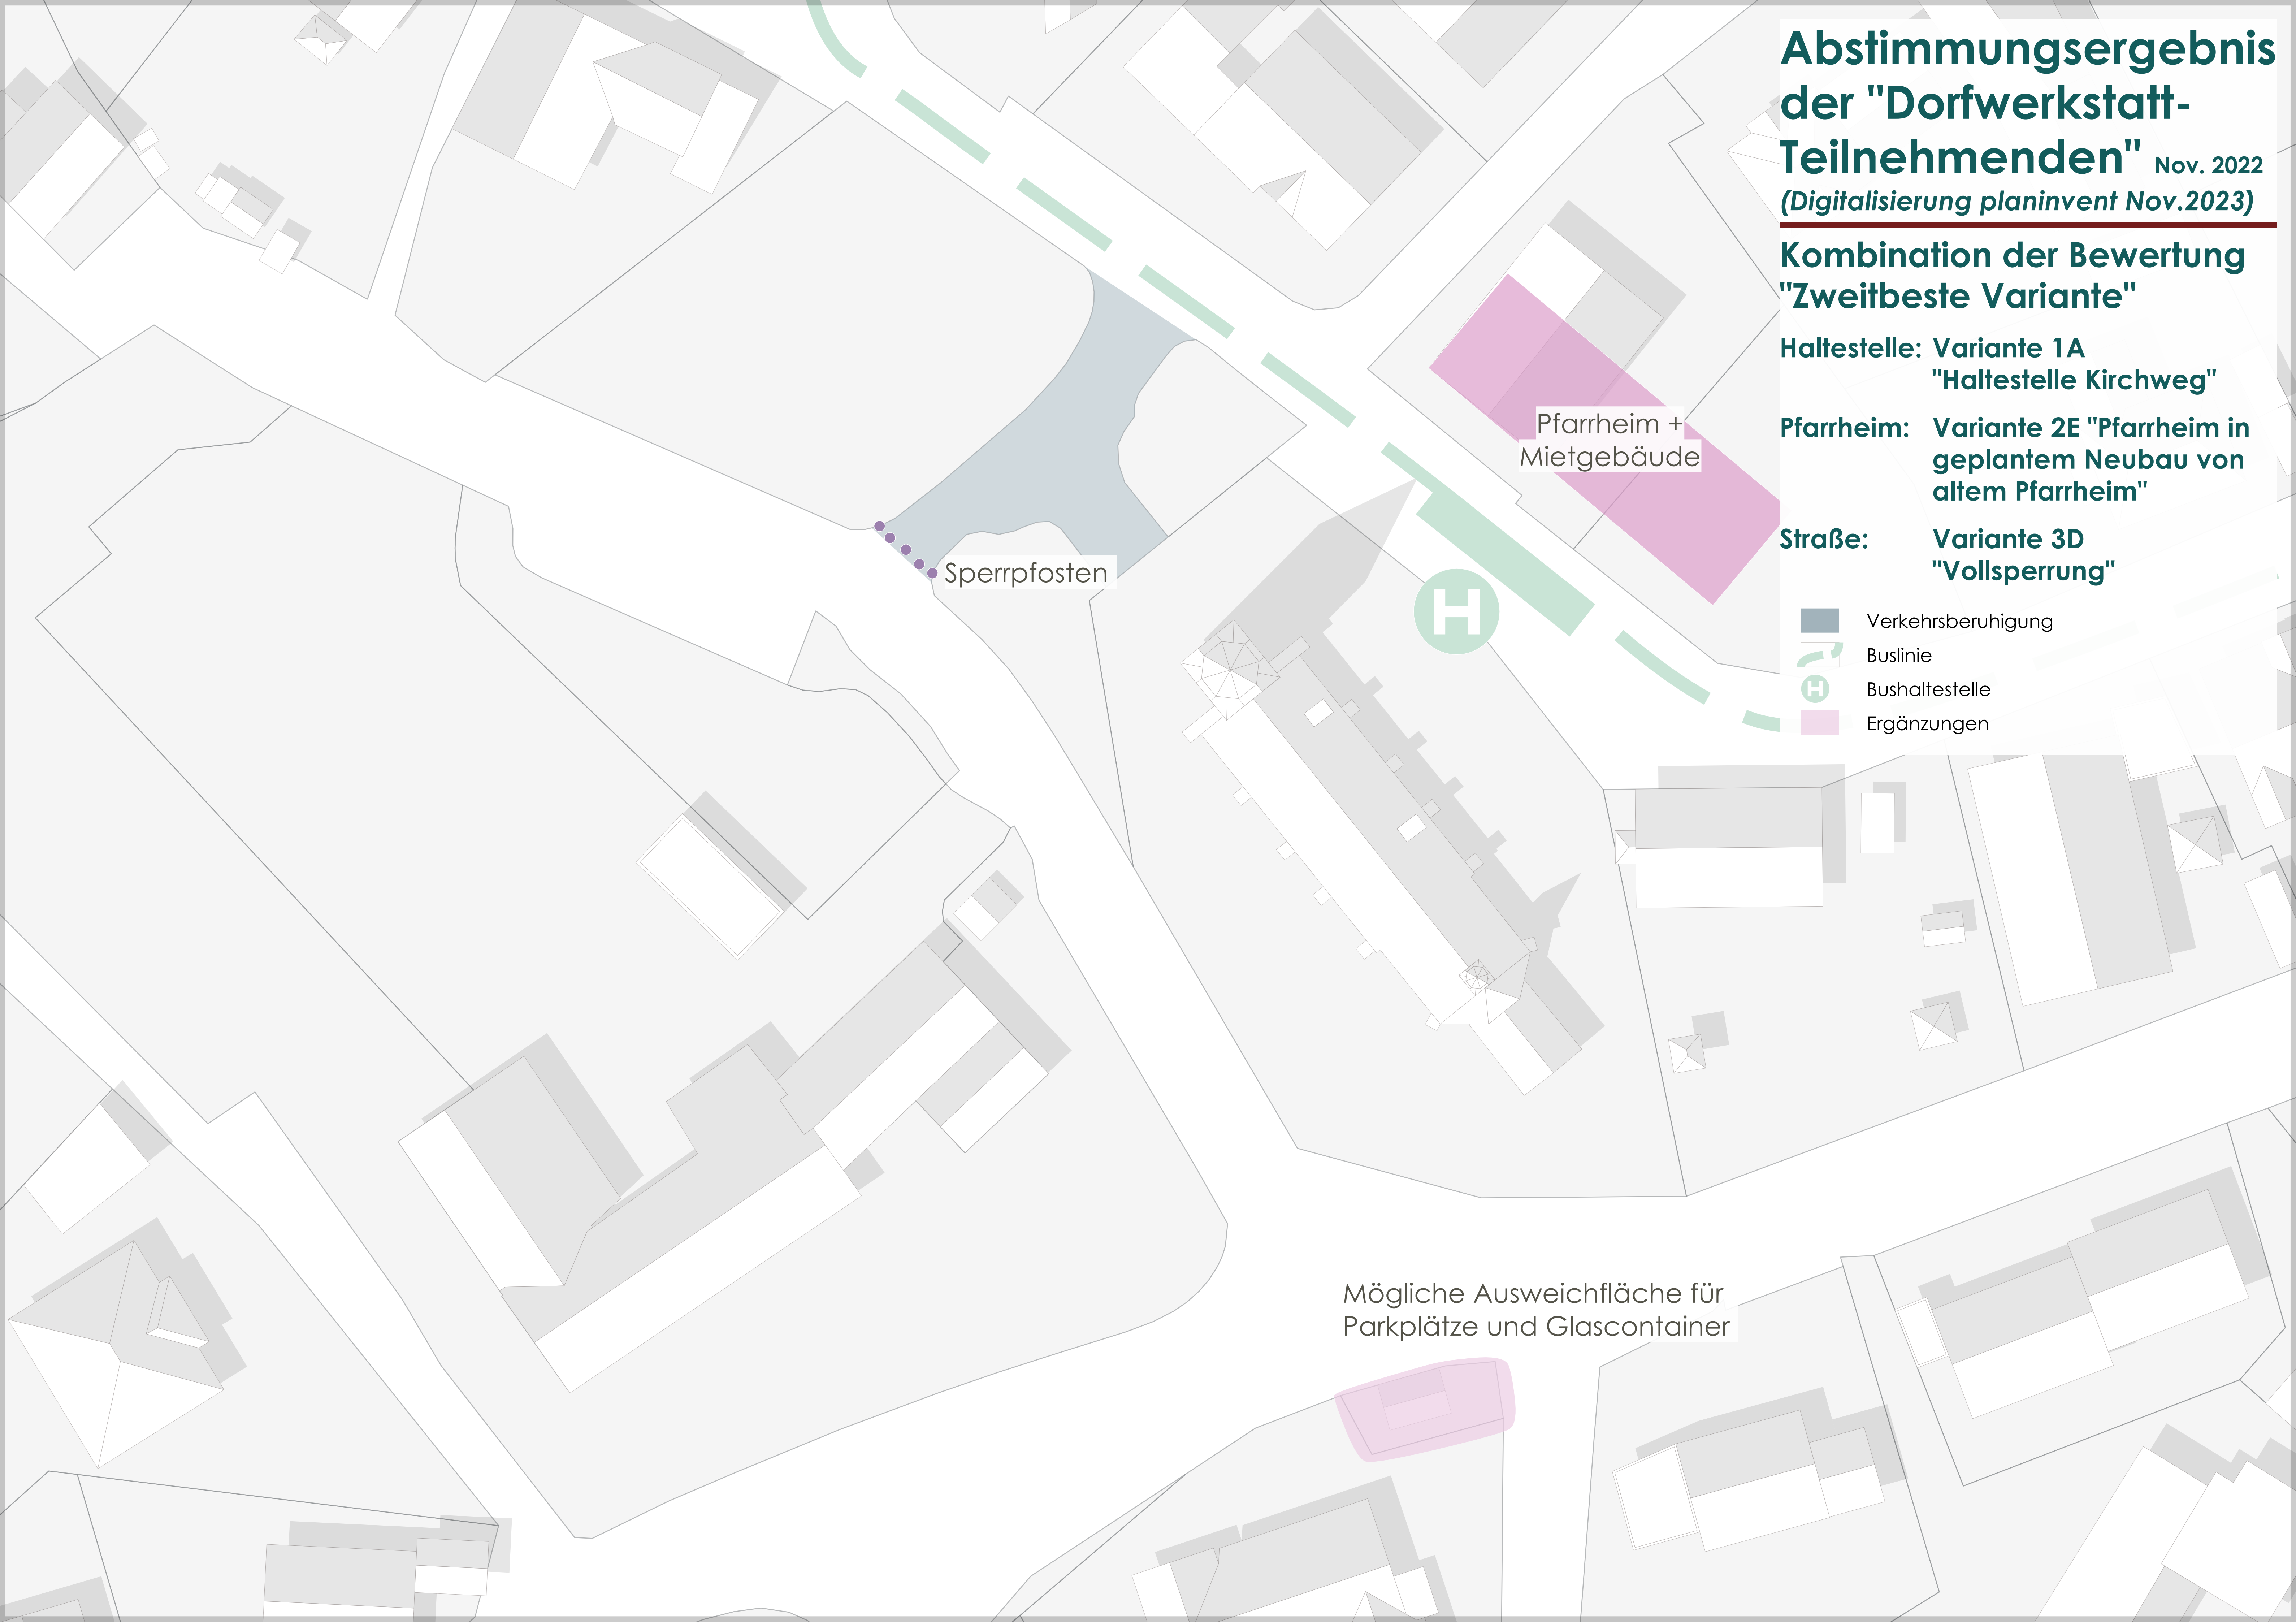 Abstimmungsergebnis
der "Dorfwerkstatt-
Teilnehmenden" Nov. 2022
(Digitalisierung planinvent Nov.2023)
Kombination der Bewertung
"Zweitbeste Variante"
Haltestelle: Variante 1A
"Haltestelle Kirchweg"
Pfarrheim: Variante 2E "Pfarrheim in
geplantem Neubau von
altem Pfarrheim"
Straße: Variante 3D
"Vollsperrung"
Verkehrsberuhigung
Buslinie
H Bushaltestelle
Ergänzungen
Pfarrheim +
Mietgebäude
Sperrpfosten
H
Mögliche Ausweichfläche für
Parkplätze und Glascontainer